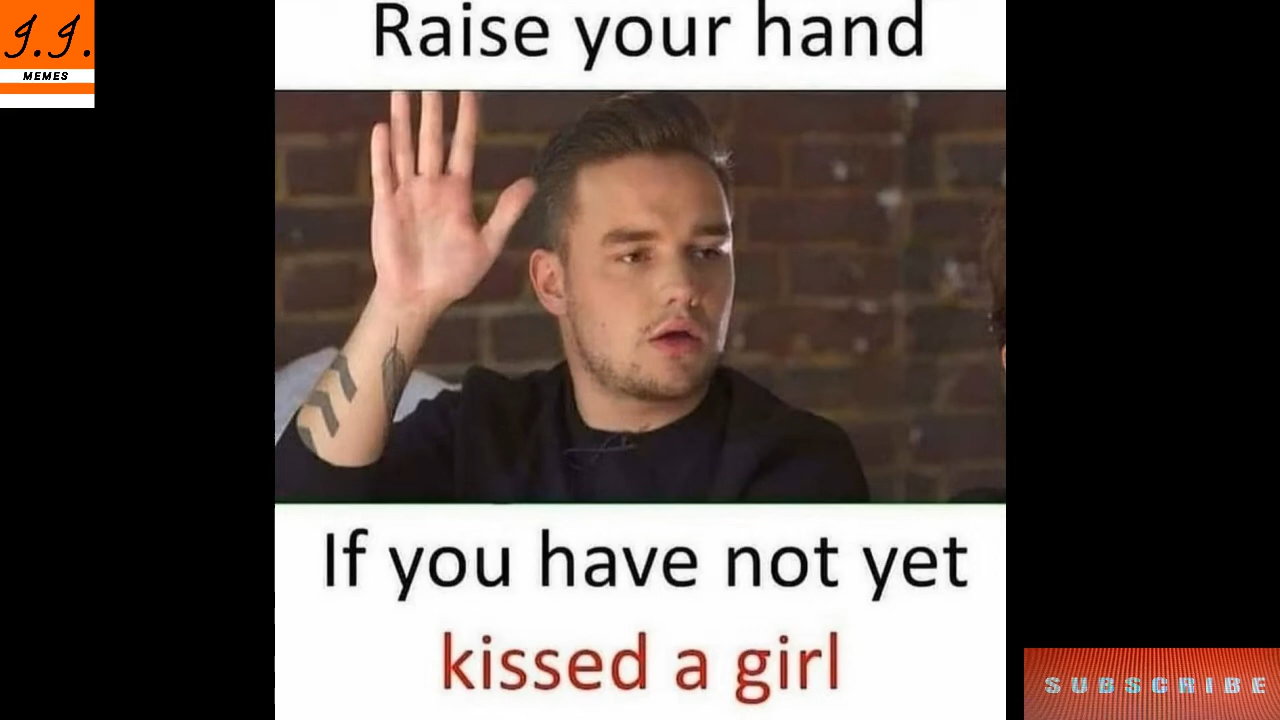 J.J.
MEMES
Raise your hand
If you have not yet
kissed a girl
SUBSCRIBE